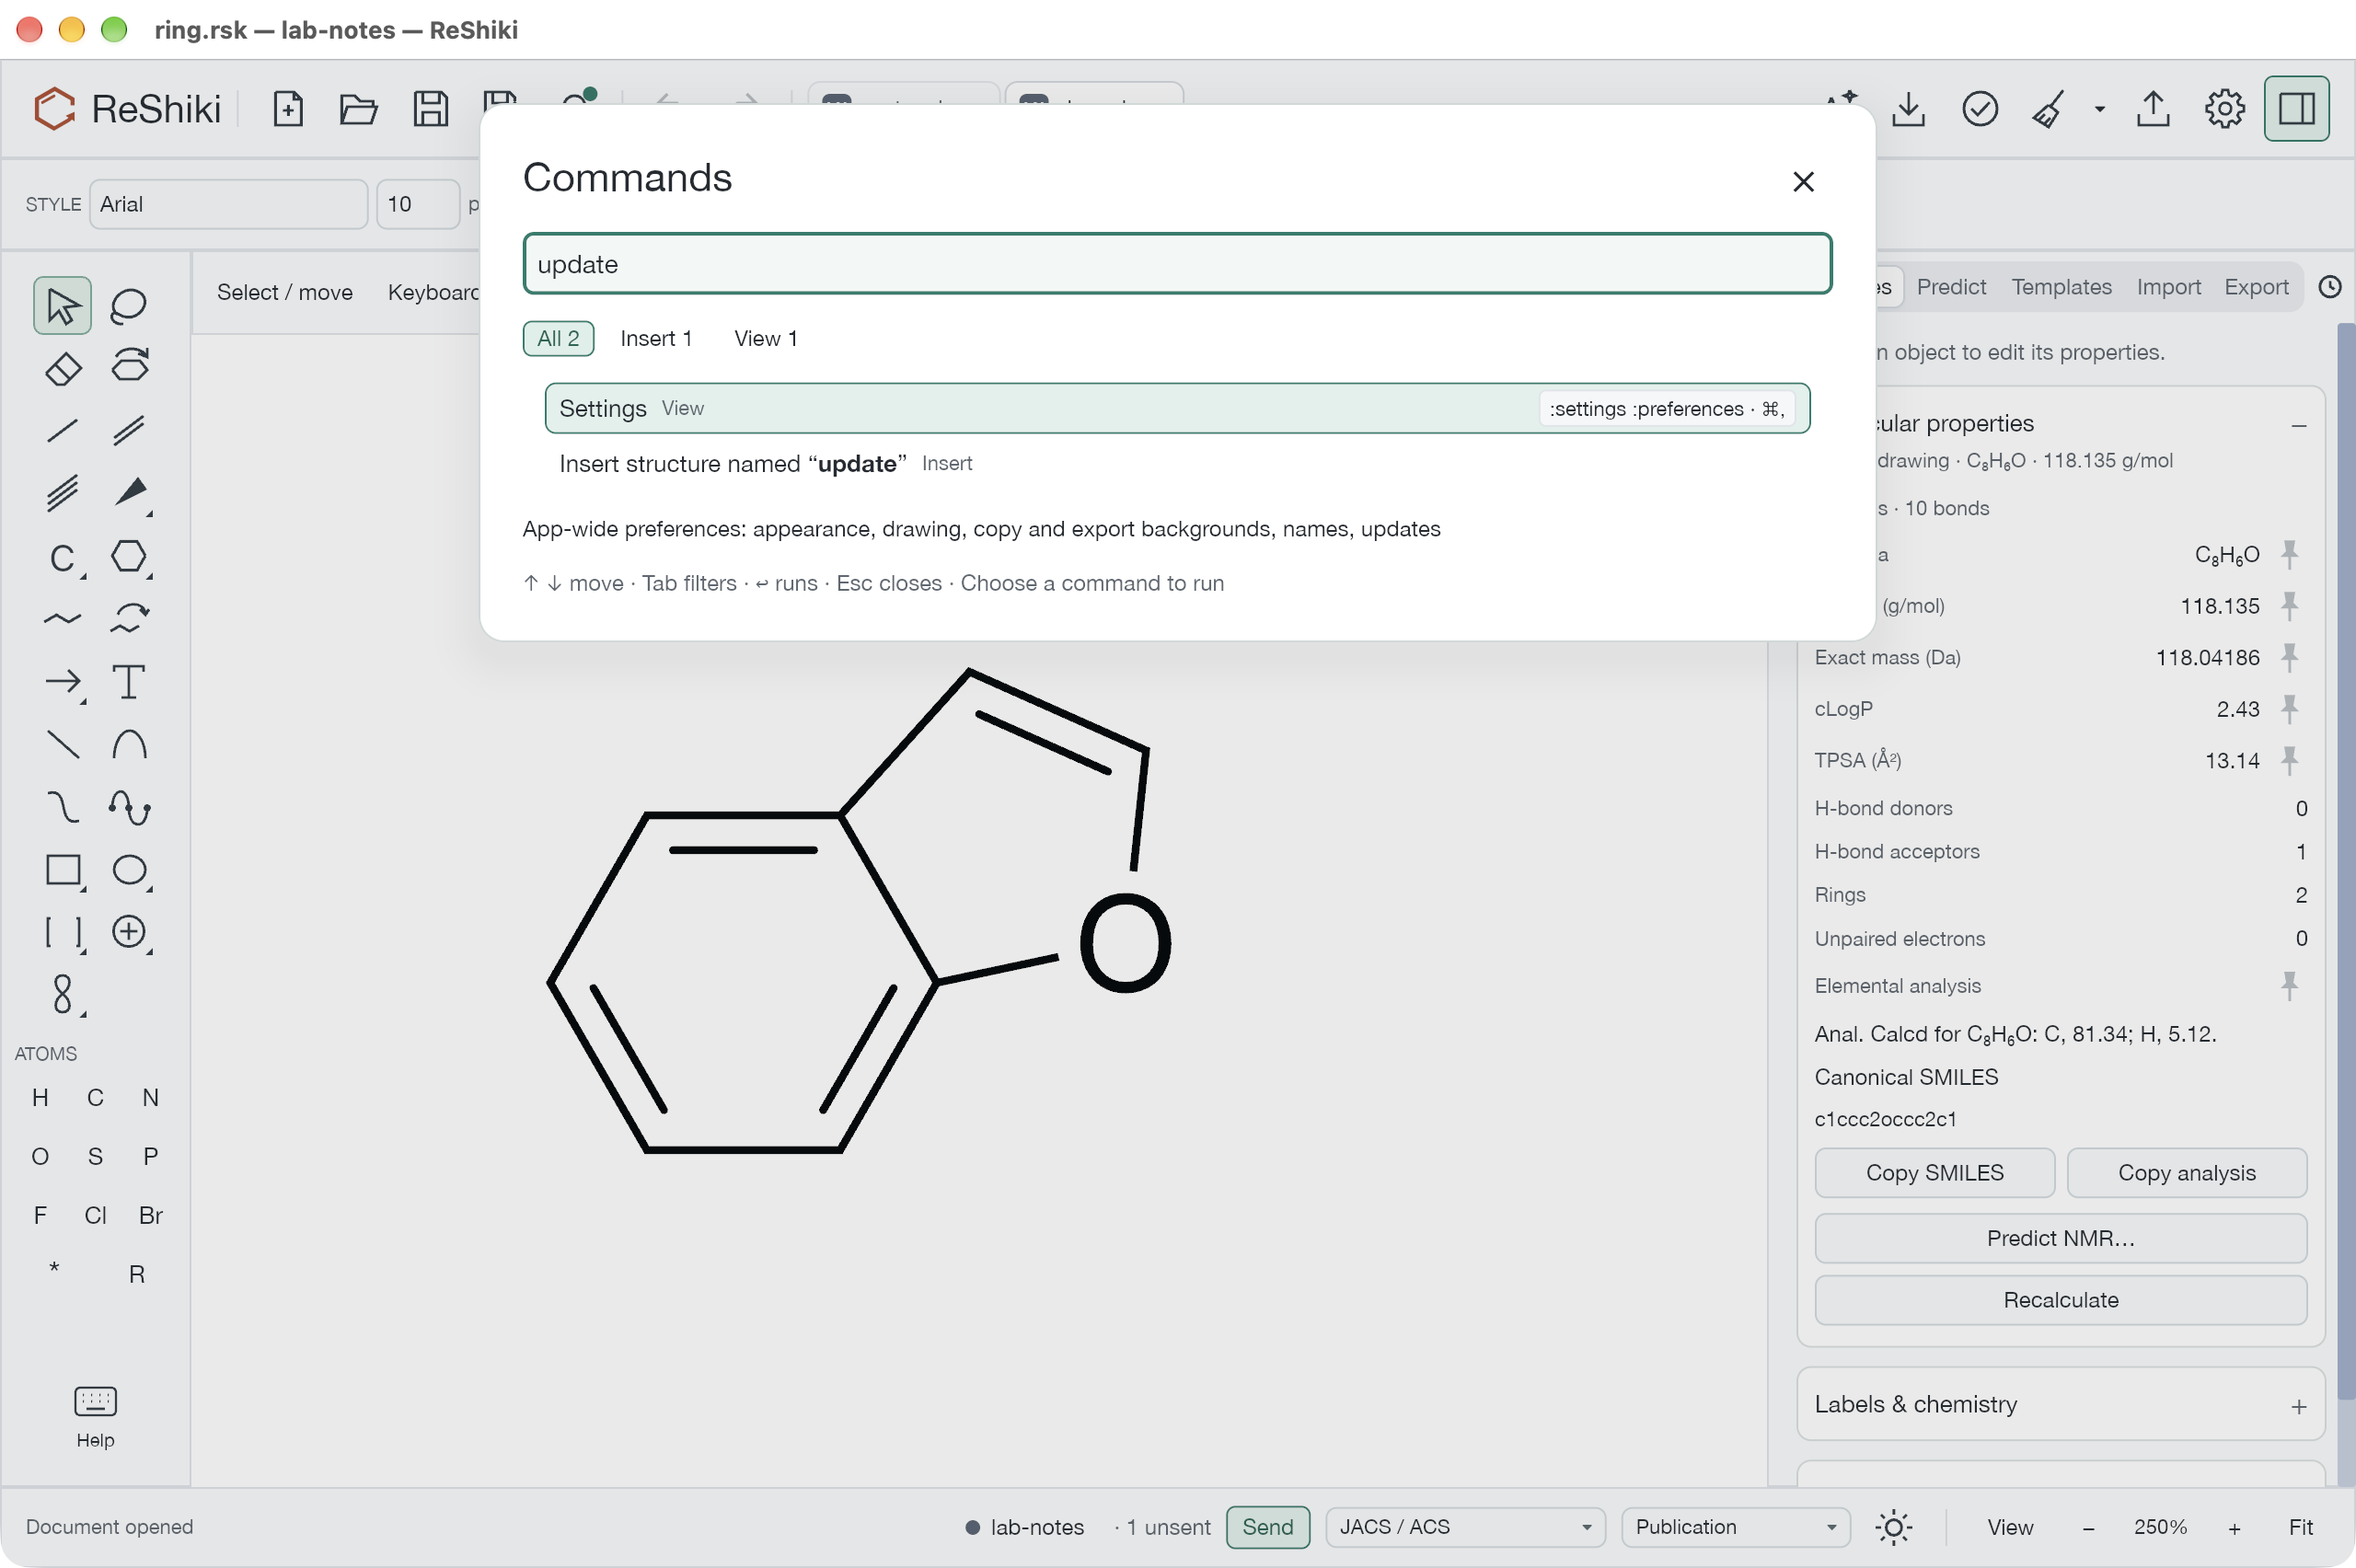 ring.rsk — lab-notes — ReShiki
ReShiki
STYLE Arial 10
Select / move
Commands
update
All 2 Insert 1 View 1
Settings View :settings :preferences · ⌘,
Insert structure named “update” Insert
App-wide preferences: appearance, drawing, copy and export backgrounds, names, updates
↑ ↓ move · Tab filters · ↩ runs · Esc closes · Choose a command to run
Predict Templates Import Export
object to edit its properties.
properties
drawing · C₈H₆O · 118.135 g/mol
· 10 bonds
C₈H₆O
(g/mol) 118.135
Exact mass (Da) 118.04186
cLogP 2.43
TPSA (Å²) 13.14
H-bond donors 0
H-bond acceptors 1
Rings 2
Unpaired electrons 0
Elemental analysis
Anal. Calcd for C₈H₆O: C, 81.34; H, 5.12.
Canonical SMILES
c1ccc2occc2c1
Copy SMILES Copy analysis
Predict NMR…
Recalculate
Labels & chemistry +
C
T
[ ]
ATOMS
H C N
O S P
F Cl Br
* R
Help
O
Document opened
lab-notes · 1 unsent Send JACS / ACS Publication View − 250% + Fit